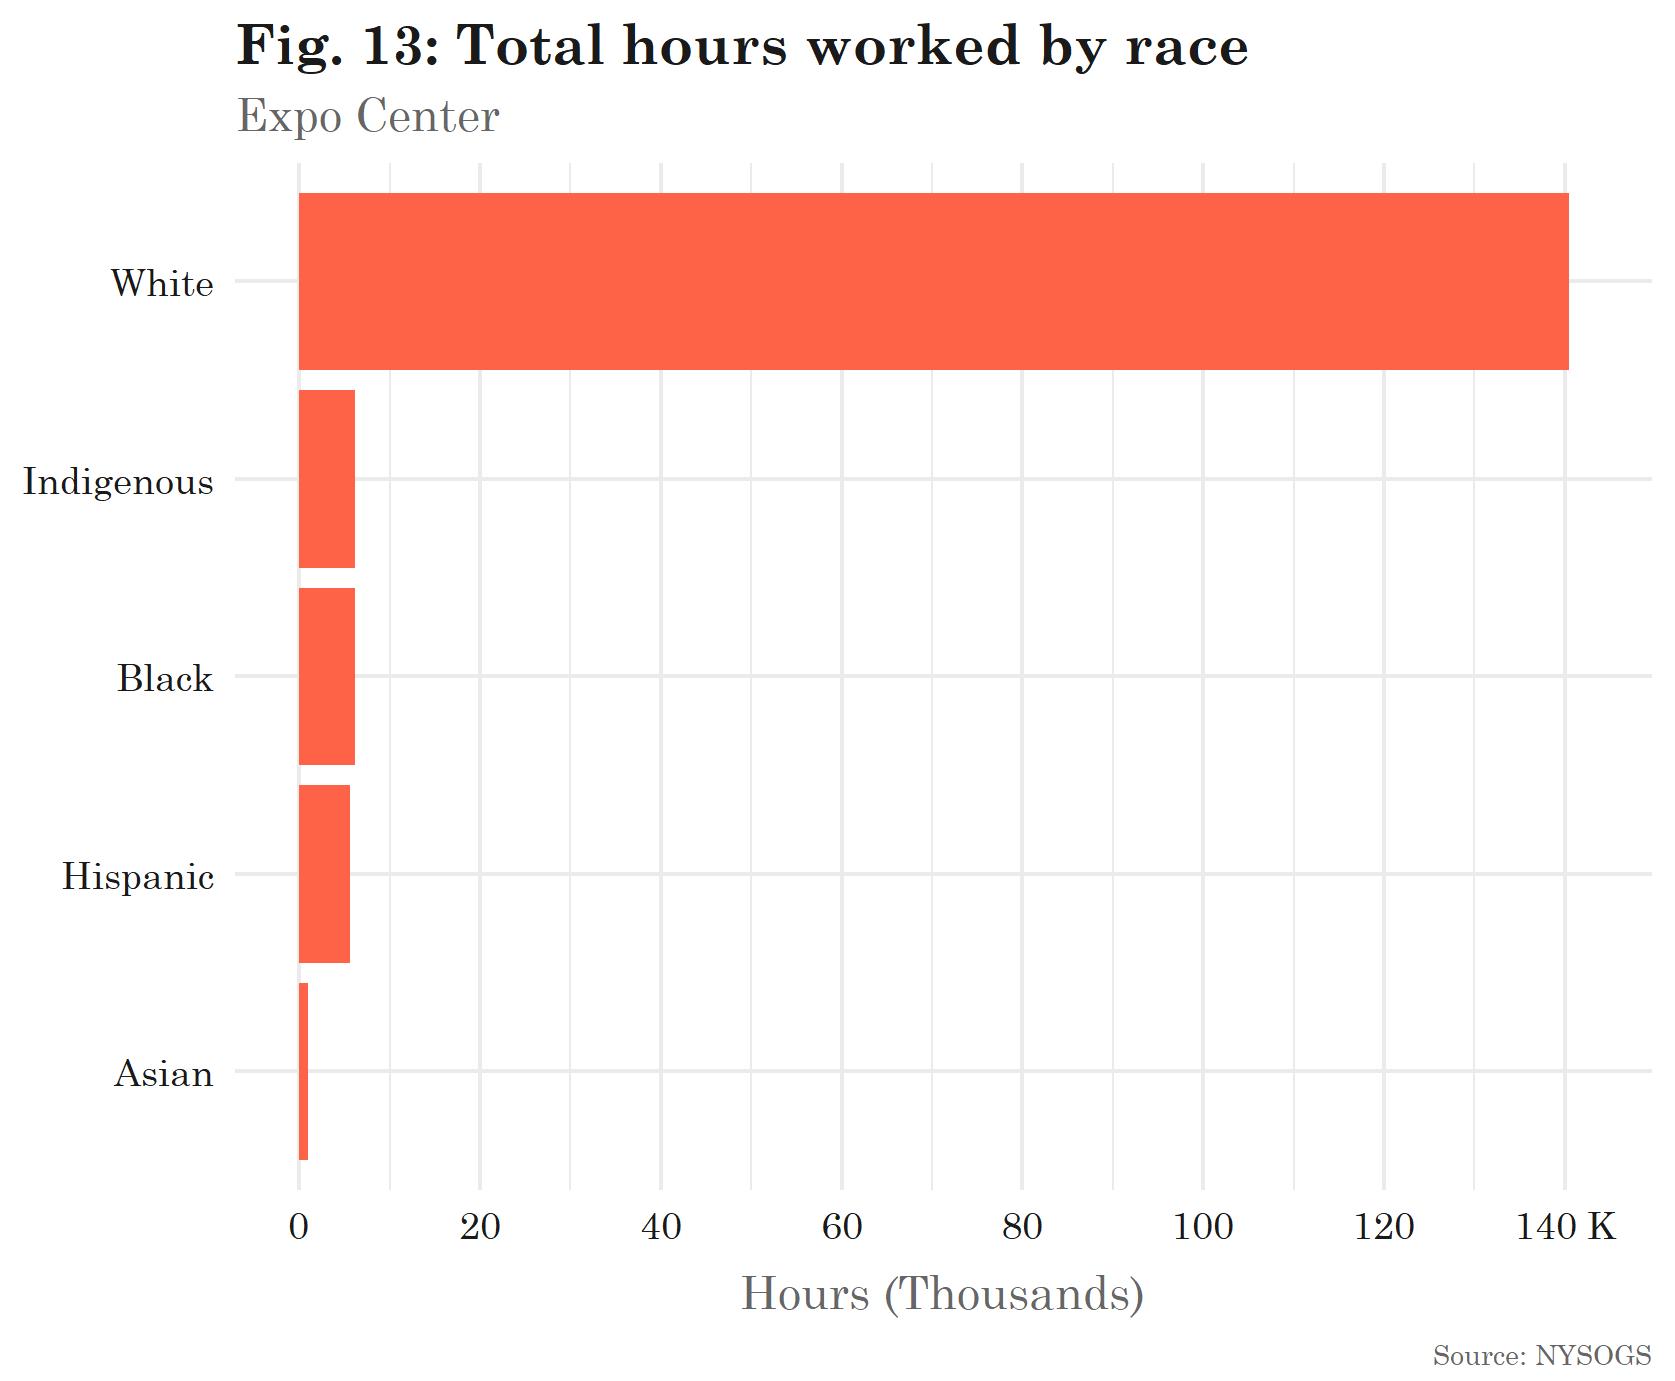 Fig. 13: Total hours worked by race
Expo Center
White
Indigenous
Black
Hispanic
Asian
0 20 40 60 80 100 120 140 K
Hours (Thousands)
Source: NYSOGS